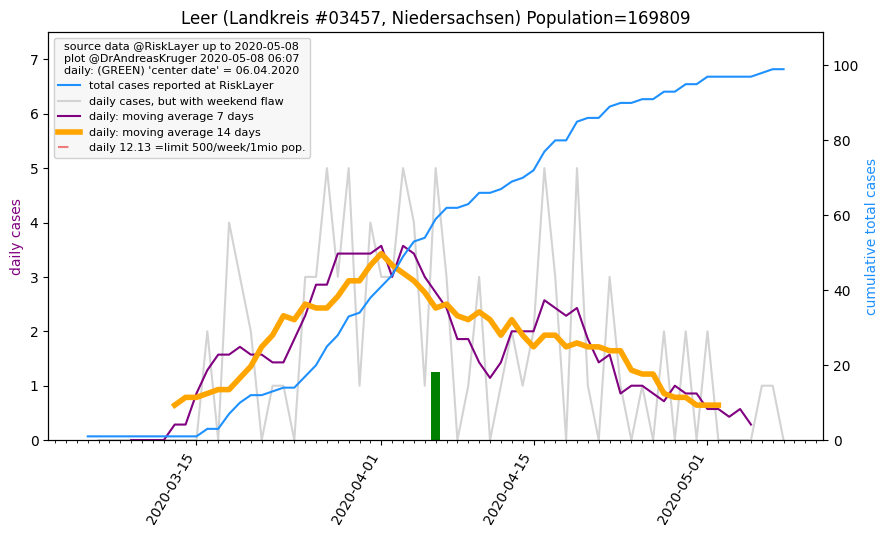 Leer (Landkreis #03457, Niedersachsen) Population=169809
source data @RiskLayer up to 2020-05-08
plot @DrAndreasKruger 2020-05-08 06:07
daily: (GREEN) 'center date' = 06.04.2020
total cases reported at RiskLayer
daily cases, but with weekend flaw
daily: moving average 7 days
daily: moving average 14 days
daily 12.13 =limit 500/week/1mio pop.
daily cases
7
6
5
4
3
2
1
0
cumulative total cases
100
80
60
40
20
0
2020-03-15
2020-04-01
2020-04-15
2020-05-01